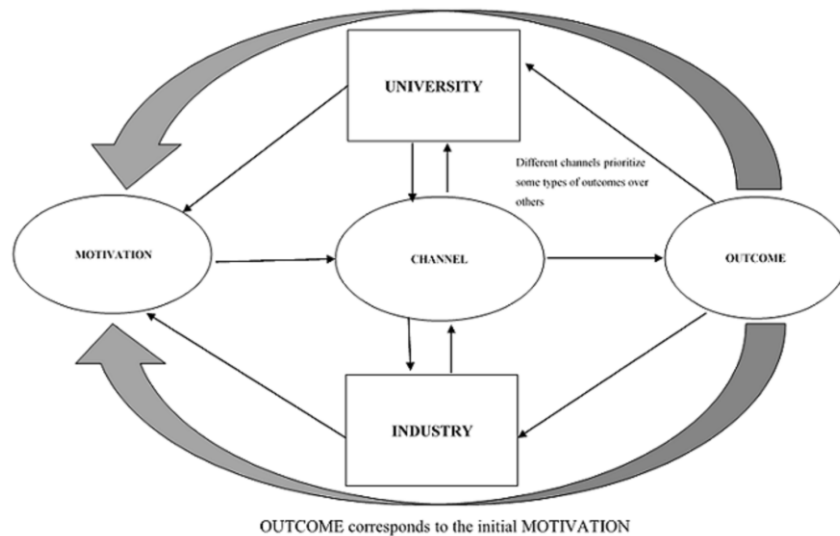 UNIVERSITY
Different channels prioritize
some types of outcomes over
others
MOTIVATION
CHANNEL
OUTCOME
INDUSTRY
OUTCOME corresponds to the initial MOTIVATION